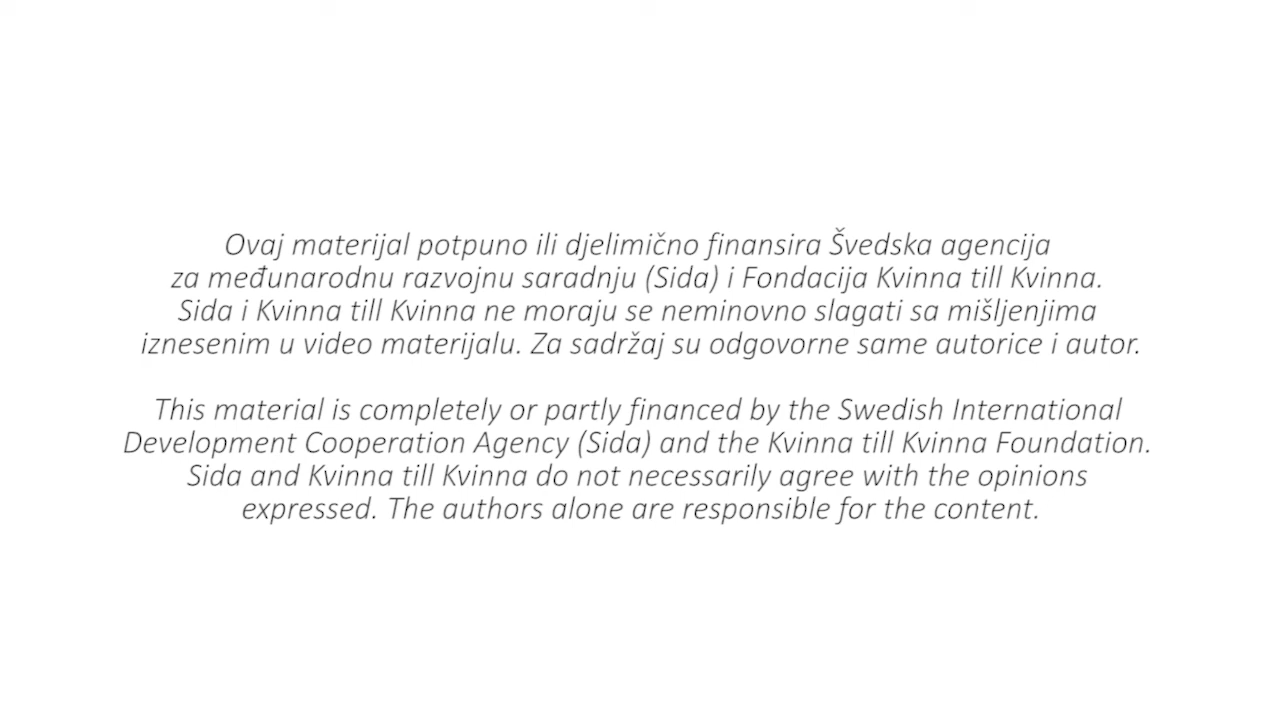 Ovaj materijal potpuno ili djelimično finansira Švedska agencija
za međunarodnu razvojnu saradnju (Sida) i Fondacija Kvinna till Kvinna.
Sida i Kvinna till Kvinna ne moraju se neminovno slagati sa mišljenjima
iznesenim u video materijalu. Za sadržaj su odgovorne same autorice i autor.
This material is completely or partly financed by the Swedish International
Development Cooperation Agency (Sida) and the Kvinna till Kvinna Foundation.
Sida and Kvinna till Kvinna do not necessarily agree with the opinions
expressed. The authors alone are responsible for the content.